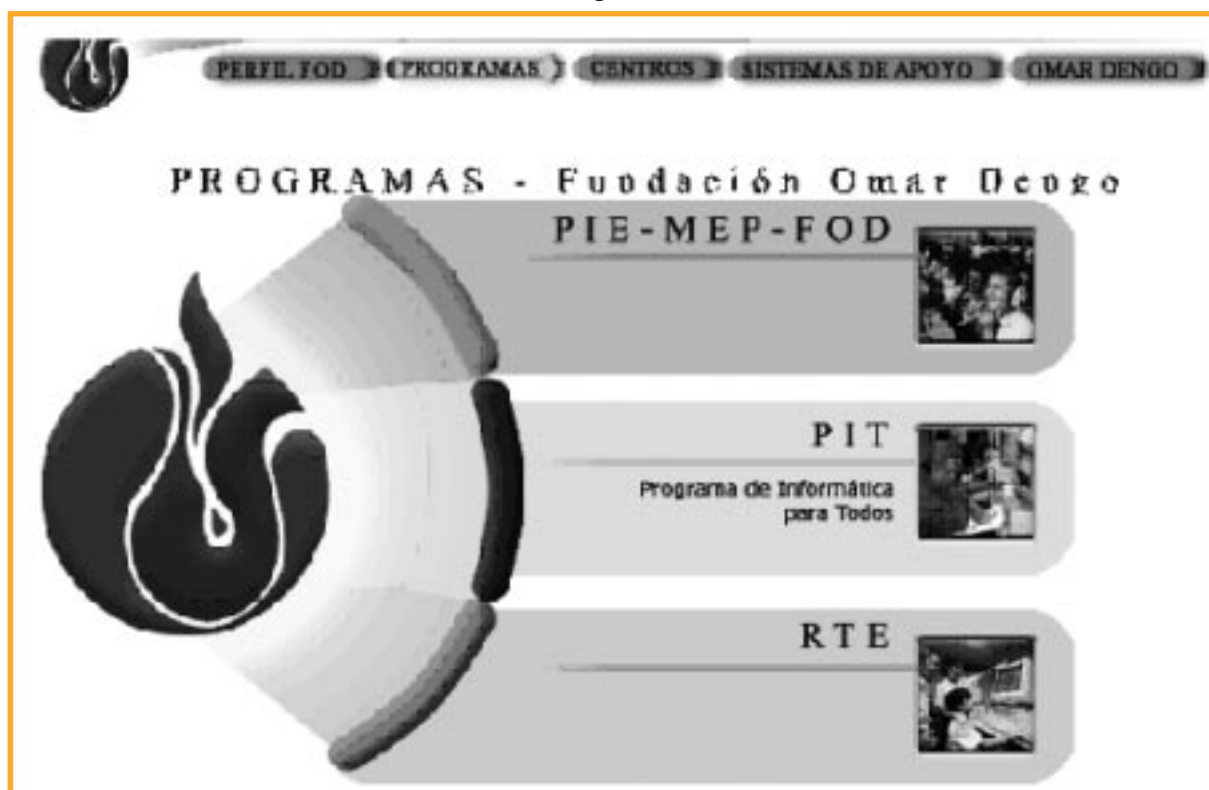 PERFIL FOD PROGRAMAS CENTROS SISTEMAS DE APOYO OMAR DENGO
PROGRAMAS - Fundación Omar Dengo
PIE-MEP-FOD
PIT
Programa de Informática
para Todos
RTE